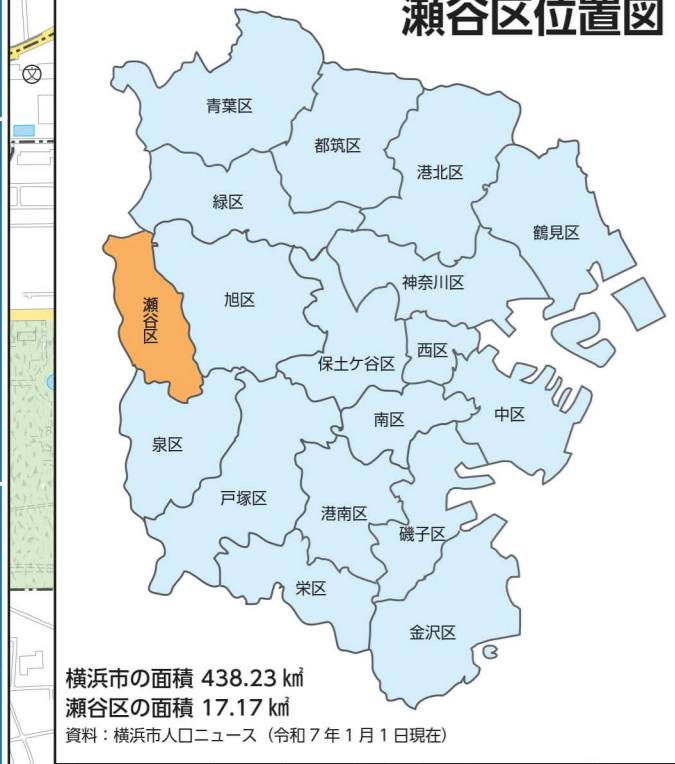 瀬谷区位置図
青葉区
都筑区
港北区
緑区
鶴見区
神奈川区
瀬谷区
旭区
西区
保土ケ谷区
中区
南区
泉区
戸塚区
港南区
磯子区
栄区
金沢区
横浜市の面積 438.23 ㎢
瀬谷区の面積 17.17 ㎢
資料：横浜市人口ニュース（令和7年1月1日現在）